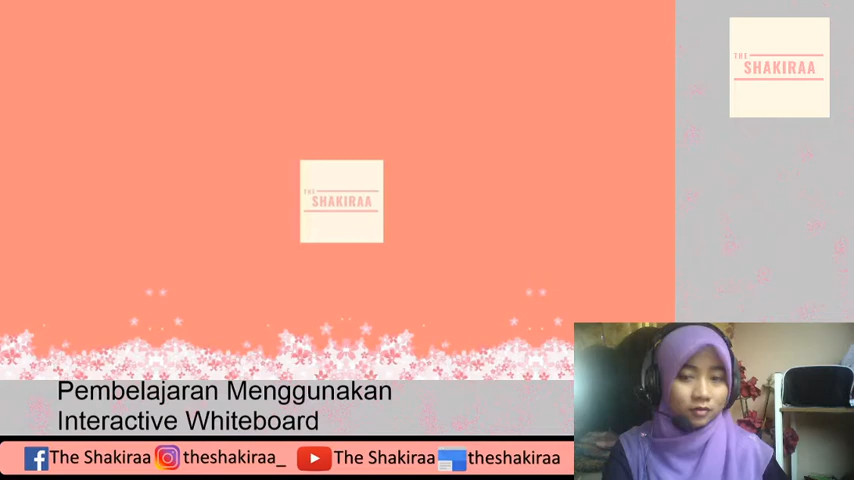 THE
SHAKIRAA
THE
SHAKIRAA
Pembelajaran Menggunakan
Interactive Whiteboard
The Shakiraa theshakiraa_ The Shakiraa theshakiraa